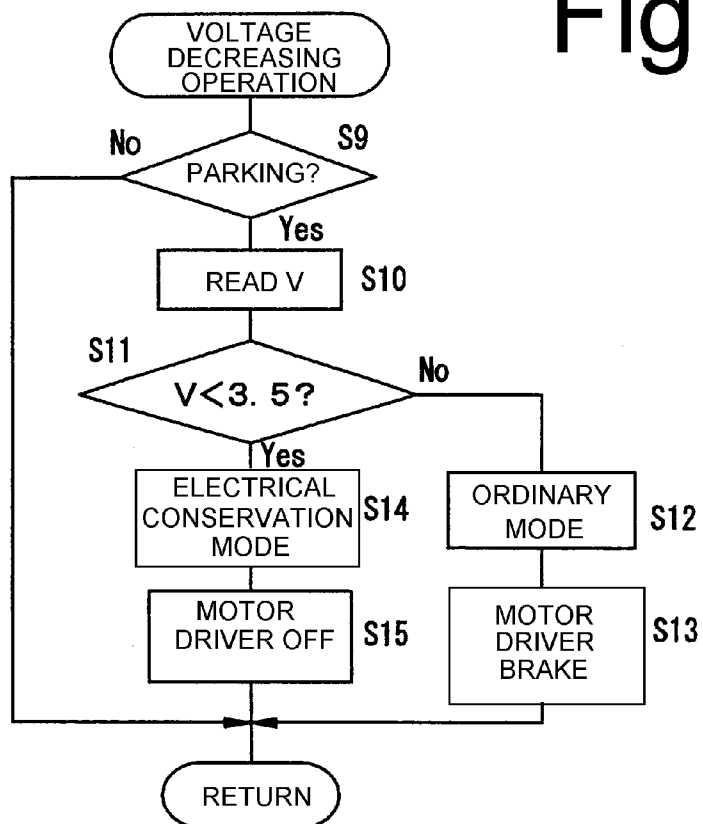 Fig
VOLTAGE
DECREASING
OPERATION
No
S9
PARKING?
Yes
READ V
S10
S11
V<3.5?
No
Yes
ELECTRICAL
CONSERVATION
MODE
S14
ORDINARY
MODE
S12
MOTOR
DRIVER OFF
S15
MOTOR
DRIVER
BRAKE
S13
RETURN